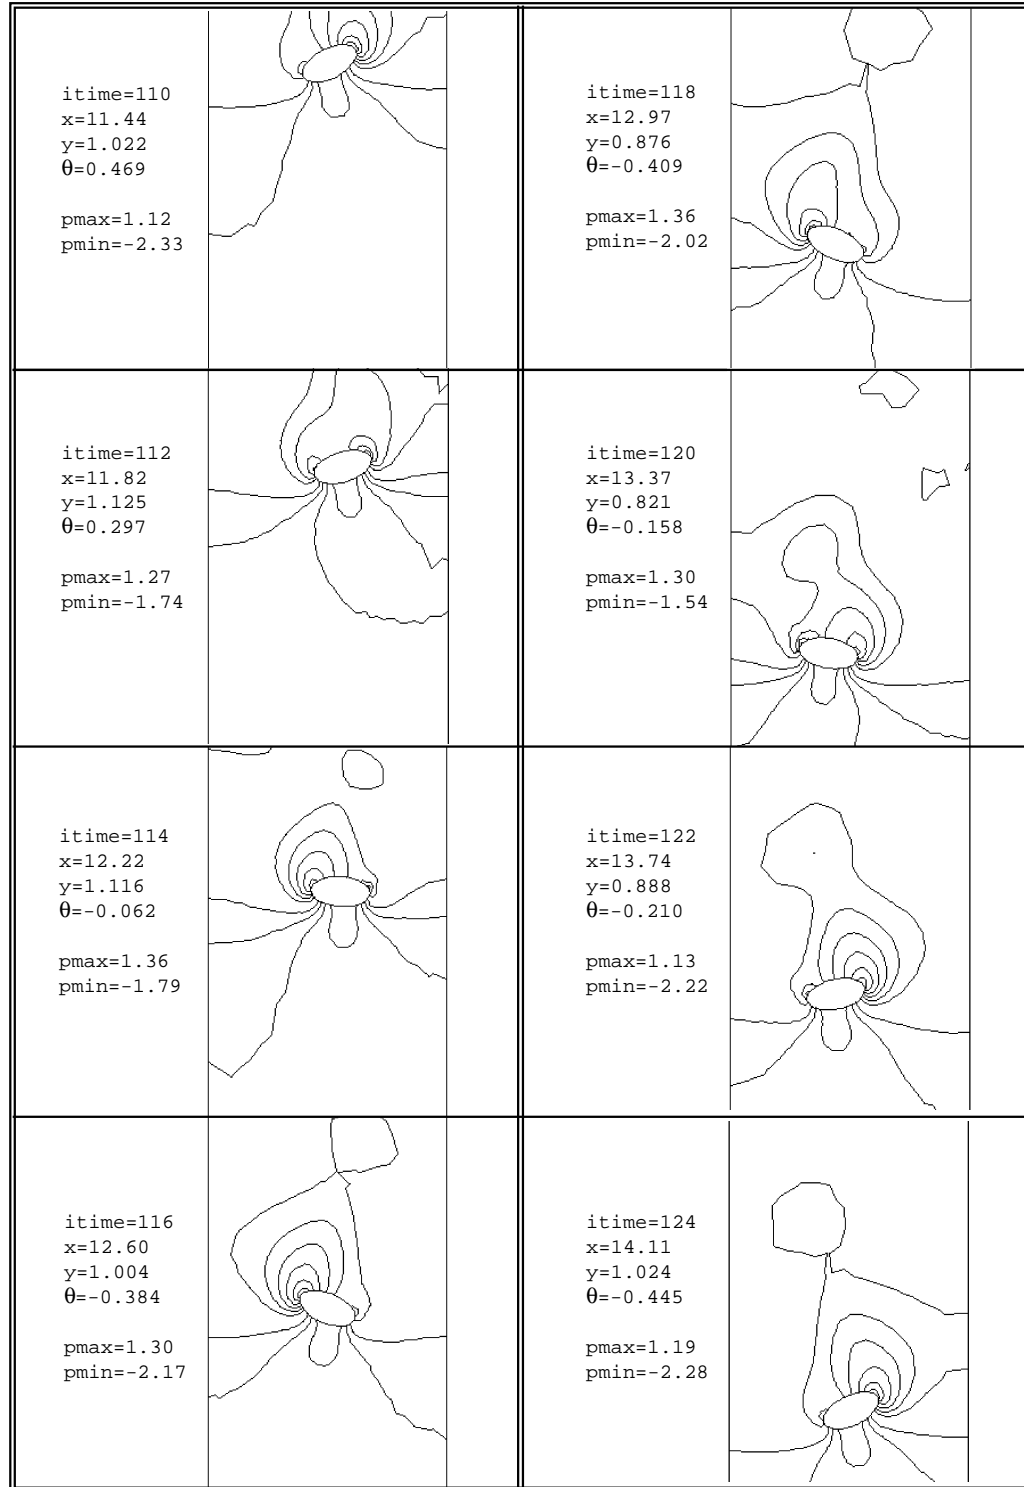 itime=110
x=11.44
y=1.022
θ=0.469
pmax=1.12
pmin=-2.33
itime=112
x=11.82
y=1.125
θ=0.297
pmax=1.27
pmin=-1.74
itime=114
x=12.22
y=1.116
θ=-0.062
pmax=1.36
pmin=-1.79
itime=116
x=12.60
y=1.004
θ=-0.384
pmax=1.30
pmin=-2.17
itime=118
x=12.97
y=0.876
θ=-0.409
pmax=1.36
pmin=-2.02
itime=120
x=13.37
y=0.821
θ=-0.158
pmax=1.30
pmin=-1.54
itime=122
x=13.74
y=0.888
θ=-0.210
pmax=1.13
pmin=-2.22
itime=124
x=14.11
y=1.024
θ=-0.445
pmax=1.19
pmin=-2.28